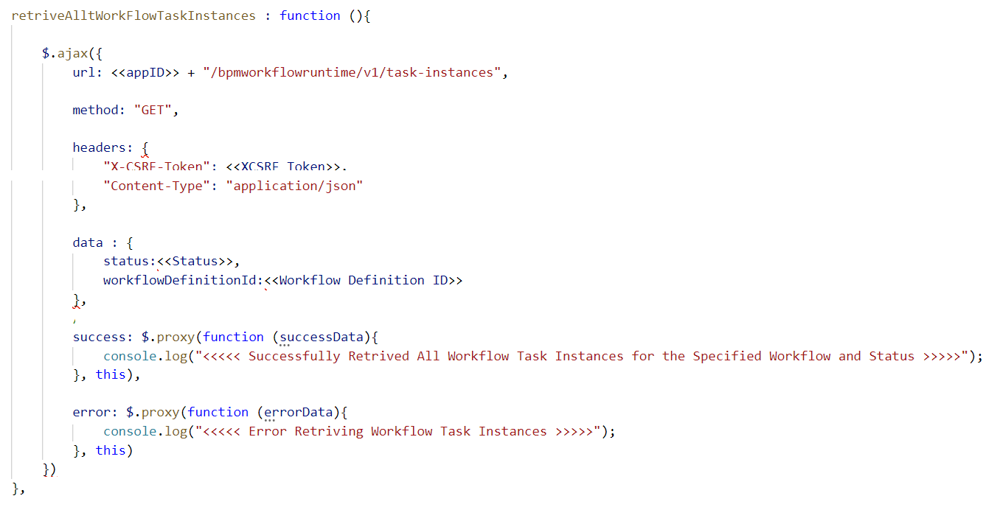 retriveAlltWorkFlowTaskInstances : function (){
$.ajax({
url: <<appID>> + "/bpmworkflowruntime/v1/task-instances",
method: "GET",
headers: {
"X-CSRF-Token": <<XCSRF Token>>,
"Content-Type": "application/json"
},
data : {
status:<<Status>>,
workflowDefinitionId:<<Workflow Definition ID>>
},
success: $.proxy(function (successData){
console.log("<<<<< Successfully Retrived All Workflow Task Instances for the Specified Workflow and Status >>>>>");
}, this),
error: $.proxy(function (errorData){
console.log("<<<<< Error Retriving Workflow Task Instances >>>>>");
}, this)
})
},